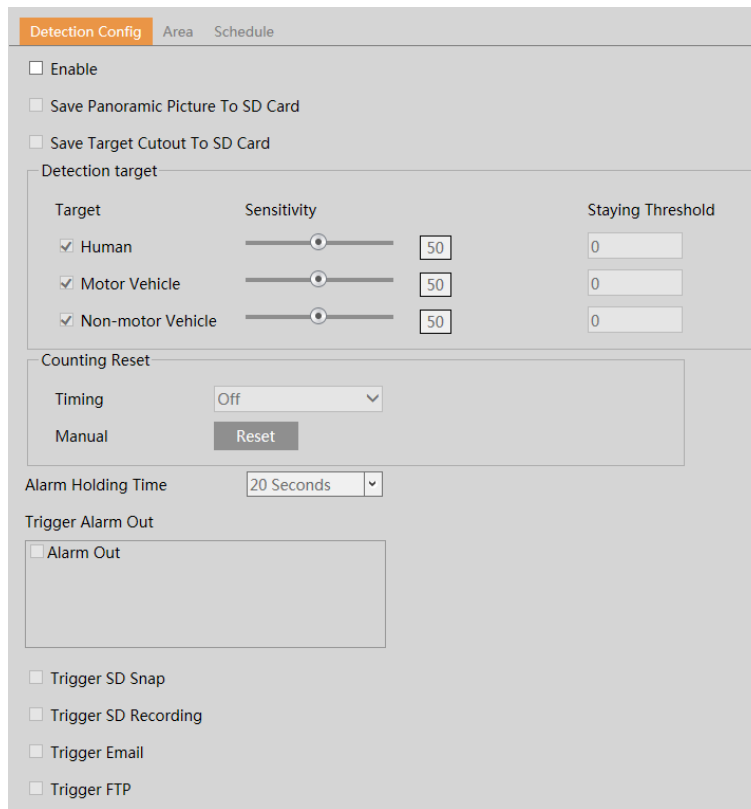 Detection Config Area Schedule
Enable
Save Panoramic Picture To SD Card
Save Target Cutout To SD Card
Detection target
Target Sensitivity Staying Threshold
Human 50 0
Motor Vehicle 50 0
Non-motor Vehicle 50 0
Counting Reset
Timing Off
Manual Reset
Alarm Holding Time 20 Seconds
Trigger Alarm Out
Alarm Out
Trigger SD Snap
Trigger SD Recording
Trigger Email
Trigger FTP